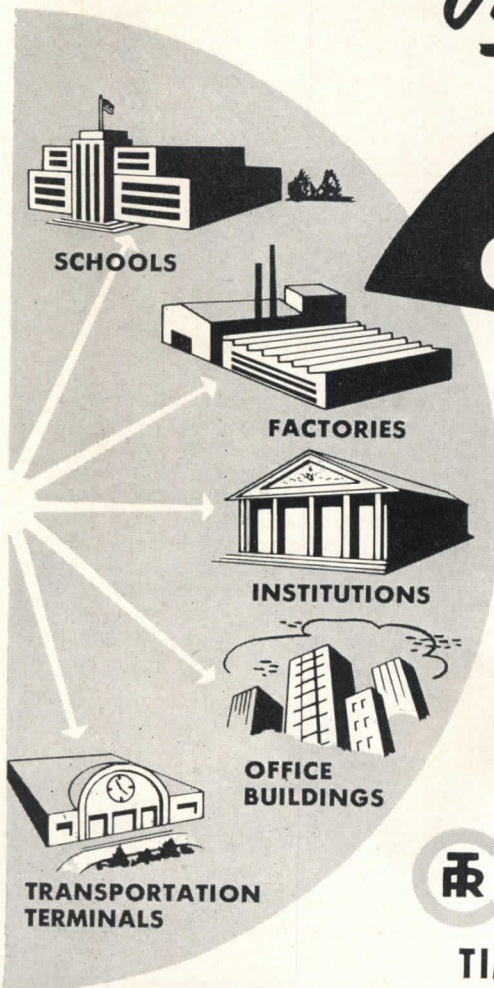 SCHOOLS
FACTORIES
INSTITUTIONS
OFFICE
BUILDINGS
TRANSPORTATION
TERMINALS